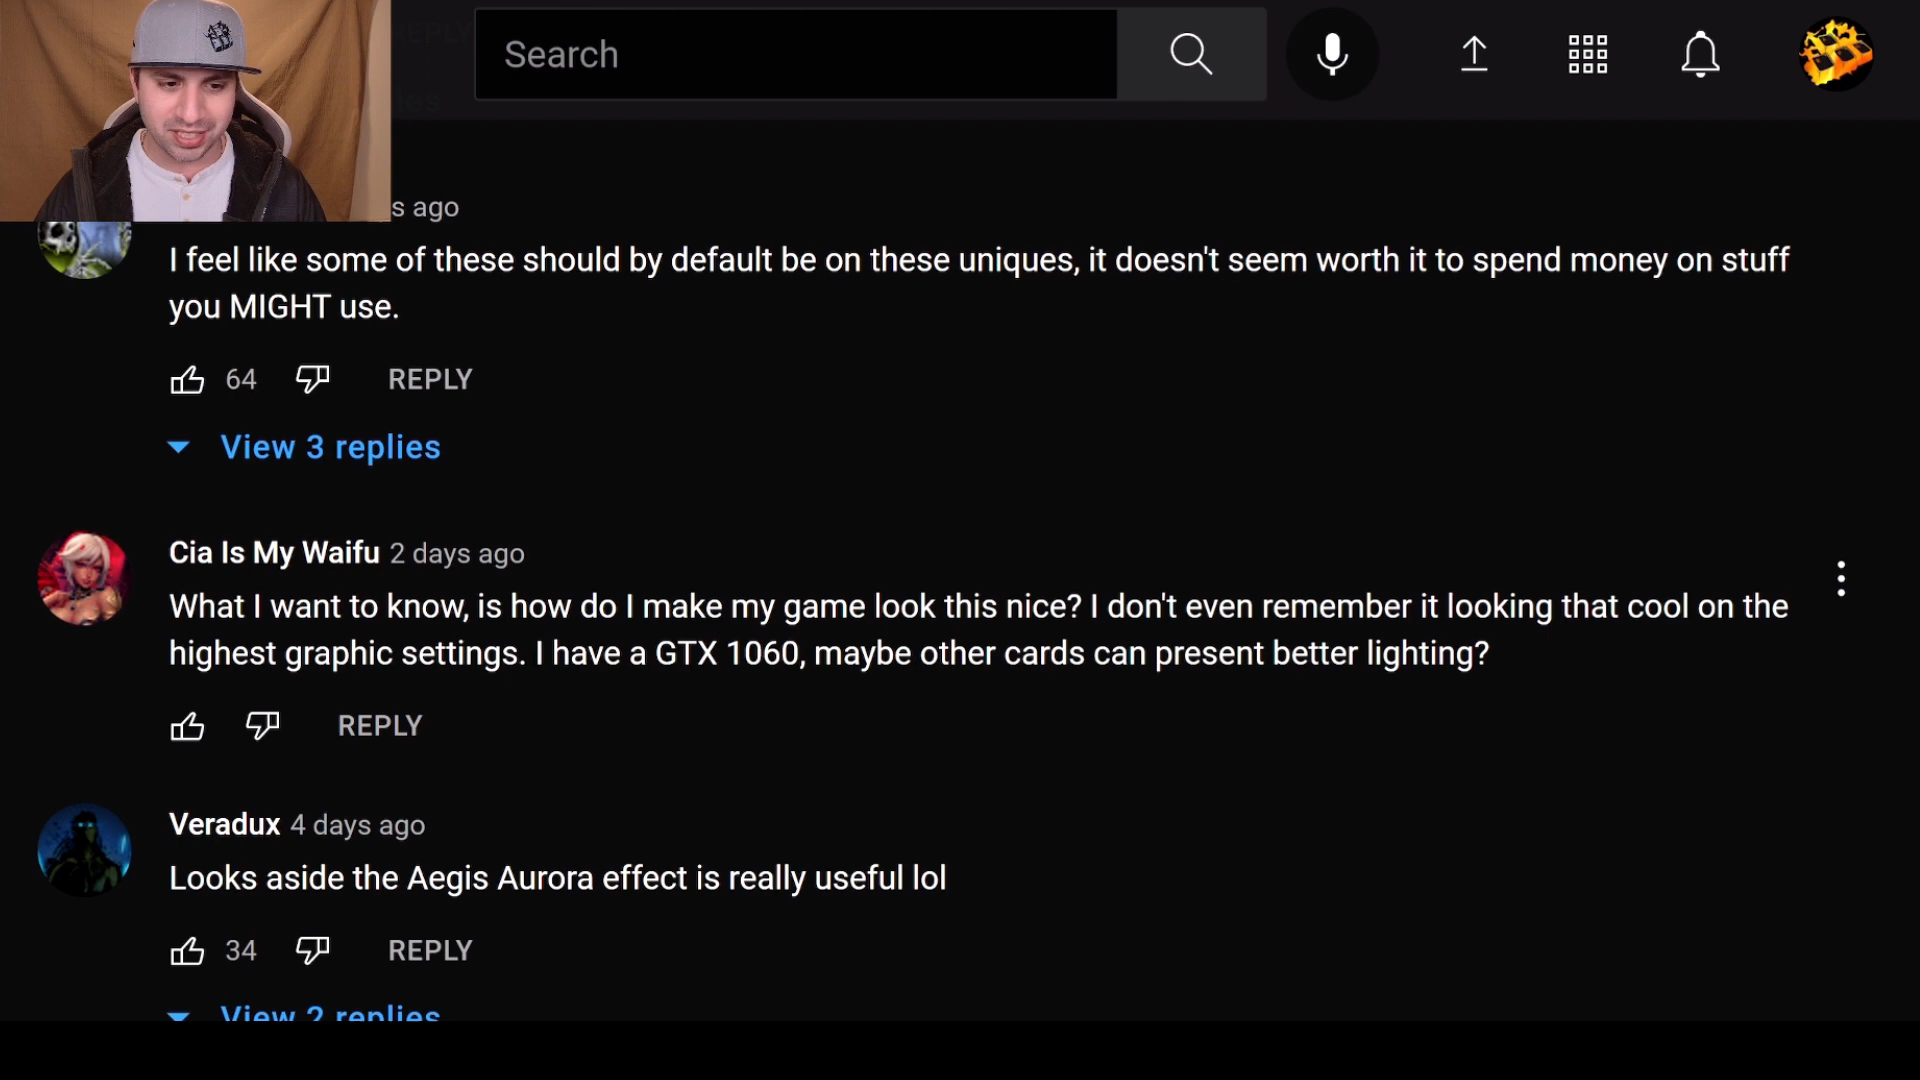 Search
s ago
I feel like some of these should by default be on these uniques, it doesn't seem worth it to spend money on stuff
you MIGHT use.
64 REPLY
View 3 replies
Cia Is My Waifu 2 days ago
What I want to know, is how do I make my game look this nice? I don't even remember it looking that cool on the
highest graphic settings. I have a GTX 1060, maybe other cards can present better lighting?
REPLY
Veradux 4 days ago
Looks aside the Aegis Aurora effect is really useful lol
34 REPLY
View 2 replies